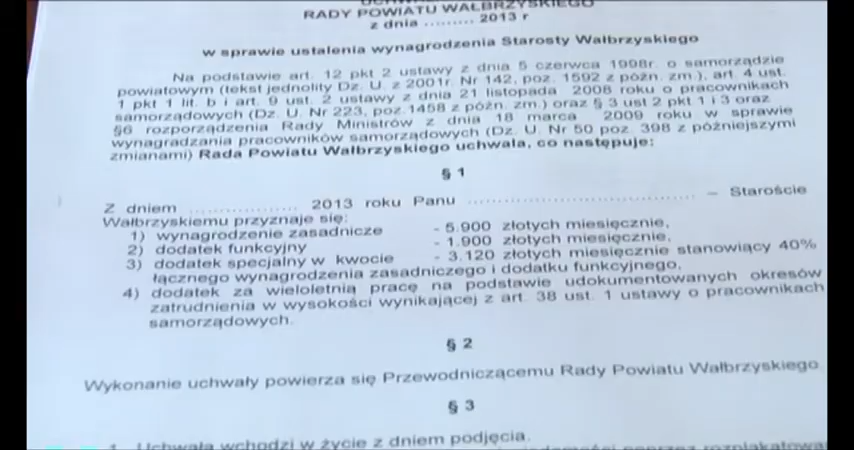 RADY POWIATU WAŁBRZYSKIEGO
z dnia ......... 2013 r
w sprawie ustalenia wynagrodzenia Starosty Wałbrzyskiego
Na podstawie art. 12 pkt 2 ustawy z dnia 5 czerwca 1998r. o samorządzie
powiatowym (tekst jednolity Dz. U. z 2001r. Nr 142, poz. 1592 z późn. zm.), art. 4 ust.
1 pkt 1 lit. b i art. 9 ust. 2 ustawy z dnia 21 listopada 2008 roku o pracownikach
samorządowych (Dz. U. Nr 223, poz.1458 z późn. zm.) oraz § 3 ust 2 pkt 1 i 3 oraz
§6 rozporządzenia Rady Ministrów z dnia 18 marca 2009 roku w sprawie
wynagradzania pracowników samorządowych (Dz. U. Nr 50 poz. 398 z późniejszymi
zmianami) Rada Powiatu Wałbrzyskiego uchwala, co następuje:
§ 1
Z dniem .................. 2013 roku Panu ..................................... – Staroście
Wałbrzyskiemu przyznaje się:
1) wynagrodzenie zasadnicze - 5.900 złotych miesięcznie,
2) dodatek funkcyjny - 1.900 złotych miesięcznie,
3) dodatek specjalny w kwocie - 3.120 złotych miesięcznie stanowiący 40%
łącznego wynagrodzenia zasadniczego i dodatku funkcyjnego,
4) dodatek za wieloletnią pracę na podstawie udokumentowanych okresów
zatrudnienia w wysokości wynikającej z art. 38 ust. 1 ustawy o pracownikach
samorządowych.
§ 2
Wykonanie uchwały powierza się Przewodniczącemu Rady Powiatu Wałbrzyskiego
§ 3
1. Uchwała wchodzi w życie z dniem podjęcia.